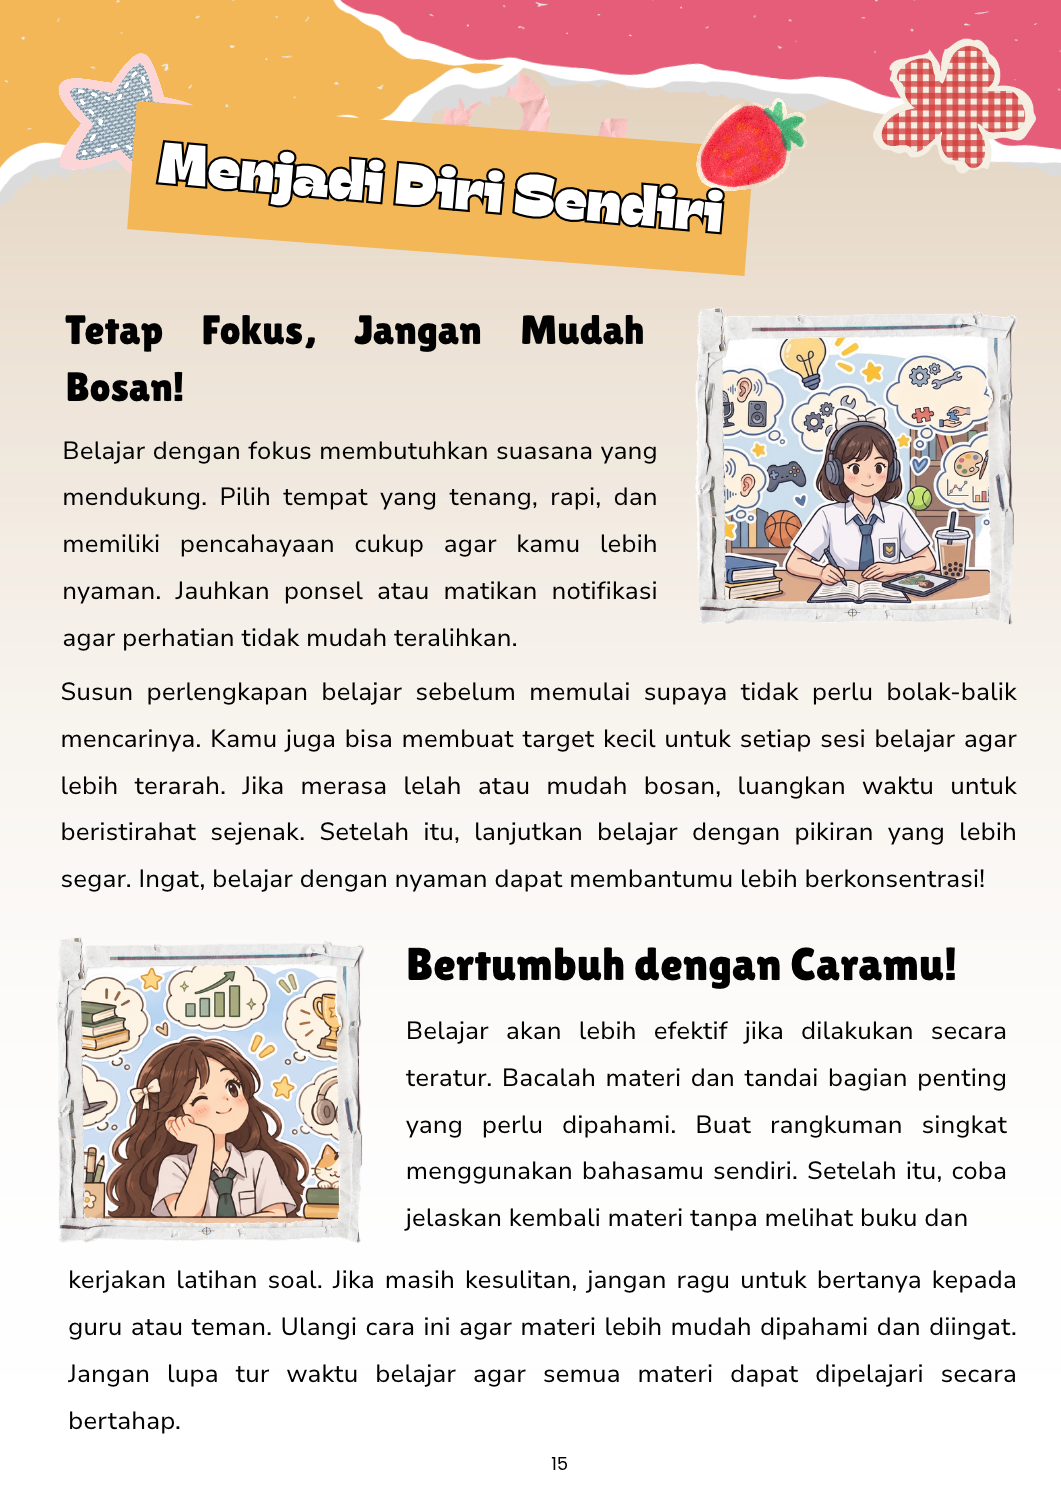 Menjadi Diri Sendiri
Tetap Fokus, Jangan Mudah
Bosan!
Belajar dengan fokus membutuhkan suasana yang
mendukung. Pilih tempat yang tenang, rapi, dan
memiliki pencahayaan cukup agar kamu lebih
nyaman. Jauhkan ponsel atau matikan notifikasi
agar perhatian tidak mudah teralihkan.
Susun perlengkapan belajar sebelum memulai supaya tidak perlu bolak-balik
mencarinya. Kamu juga bisa membuat target kecil untuk setiap sesi belajar agar
lebih terarah. Jika merasa lelah atau mudah bosan, luangkan waktu untuk
beristirahat sejenak. Setelah itu, lanjutkan belajar dengan pikiran yang lebih
segar. Ingat, belajar dengan nyaman dapat membantumu lebih berkonsentrasi!
Bertumbuh dengan Caramu!
Belajar akan lebih efektif jika dilakukan secara
teratur. Bacalah materi dan tandai bagian penting
yang perlu dipahami. Buat rangkuman singkat
menggunakan bahasamu sendiri. Setelah itu, coba
jelaskan kembali materi tanpa melihat buku dan
kerjakan latihan soal. Jika masih kesulitan, jangan ragu untuk bertanya kepada
guru atau teman. Ulangi cara ini agar materi lebih mudah dipahami dan diingat.
Jangan lupa tur waktu belajar agar semua materi dapat dipelajari secara
bertahap.
15